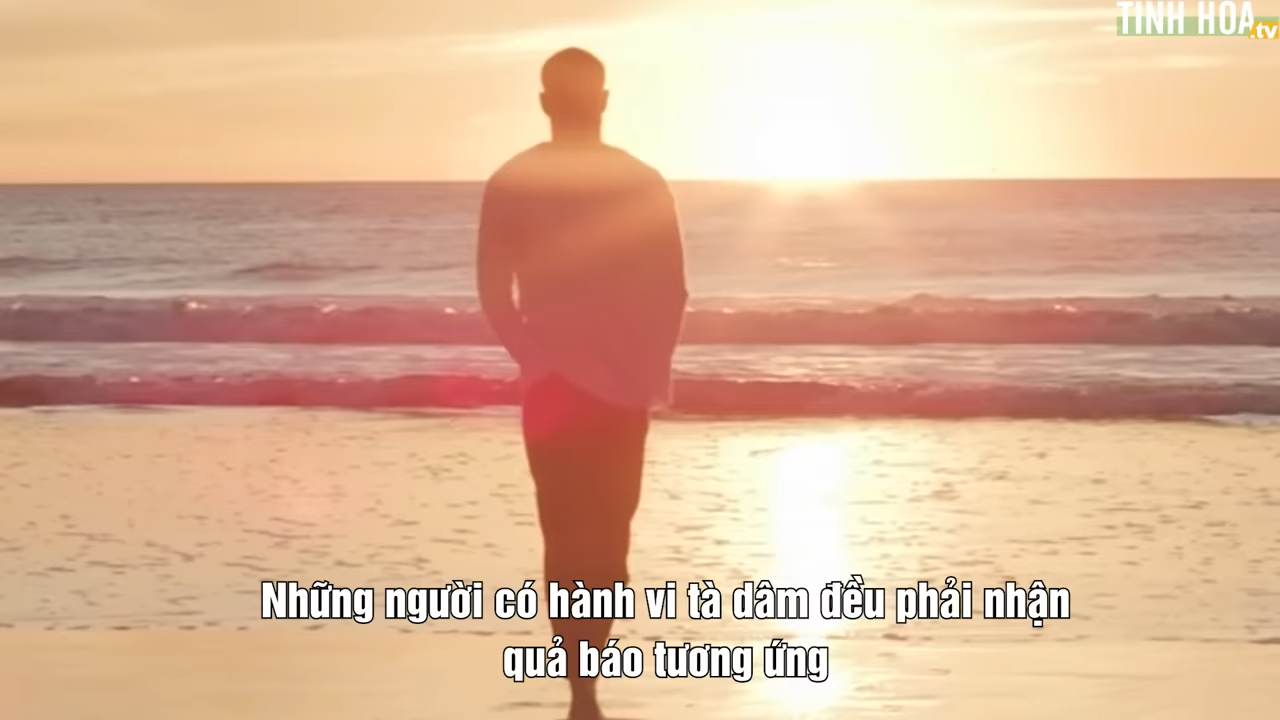 TINH HOA
.tv
Những người có hành vi tà dâm đều phải nhận
quả báo tương ứng